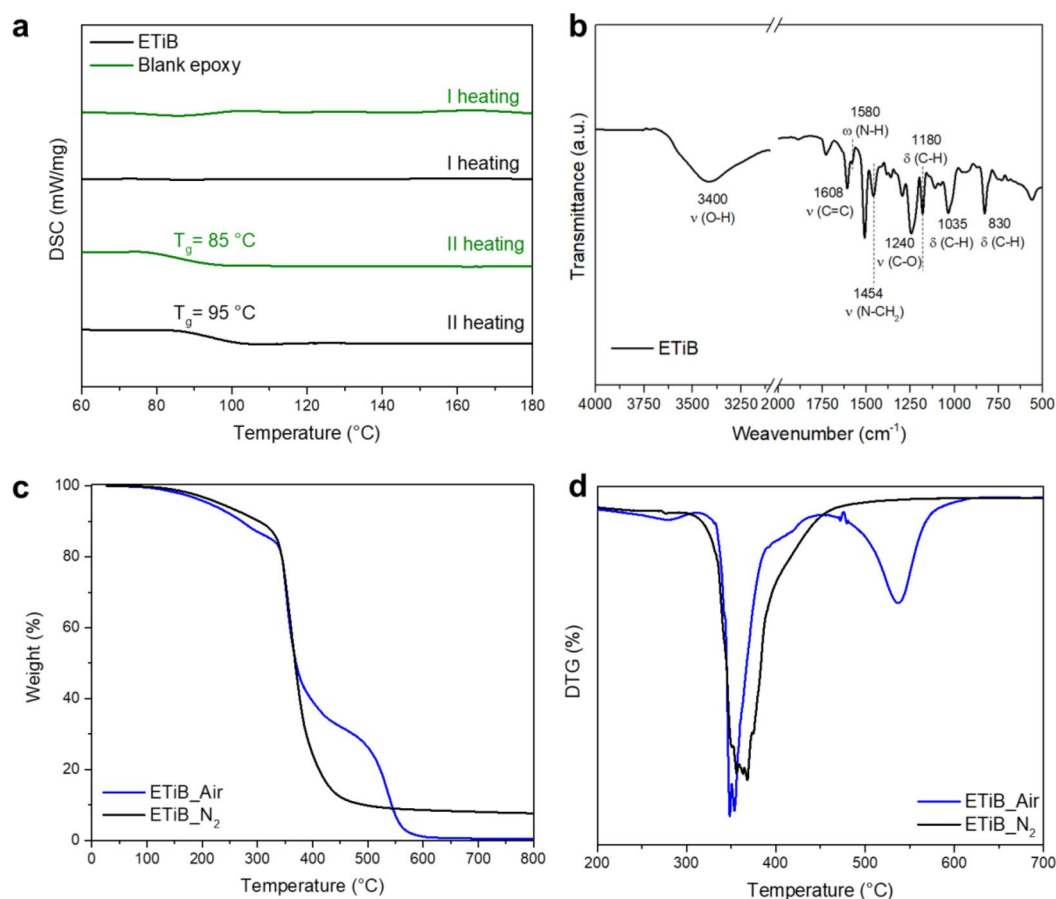 a
ETiB
Blank epoxy
I heating
I heating
T_g= 85 °C
II heating
T_g= 95 °C
II heating
DSC (mW/mg)
60 80 100 120 140 160 180
Temperature (°C)
b
1580
ω (N-H)
1180
δ (C-H)
3400
ν (O-H)
1608
ν (C=C)
1240
ν (C-O)
1035
δ (C-H)
830
δ (C-H)
1454
ν (N-CH₂)
ETiB
Transmittance (a.u.)
4000 3750 3500 3250 2000 1750 1500 1250 1000 750 500
Weavenumber (cm⁻¹)
c
100
80
60
40
20
0
Weight (%)
ETiB_Air
ETiB_N₂
0 100 200 300 400 500 600 700 800
Temperature (°C)
d
DTG (%)
ETiB_Air
ETiB_N₂
200 300 400 500 600 700
Temperature (°C)